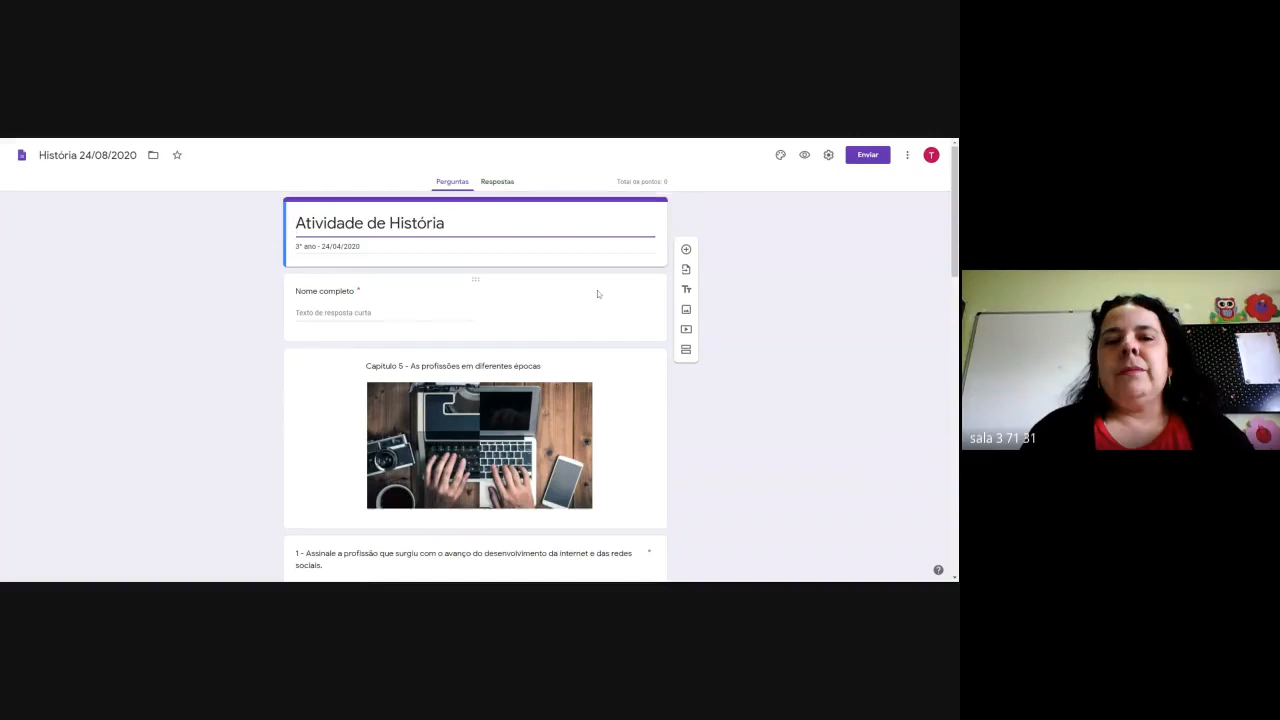 História 24/08/2020
Enviar
T
Perguntas
Respostas
Total de pontos: 0
Atividade de História
3° ano - 24/04/2020
Nome completo *
Texto de resposta curta
Capítulo 5 - As profissões em diferentes épocas
1 - Assinale a profissão que surgiu com o avanço do desenvolvimento da internet e das redes *
sociais.
sala 3 71 31